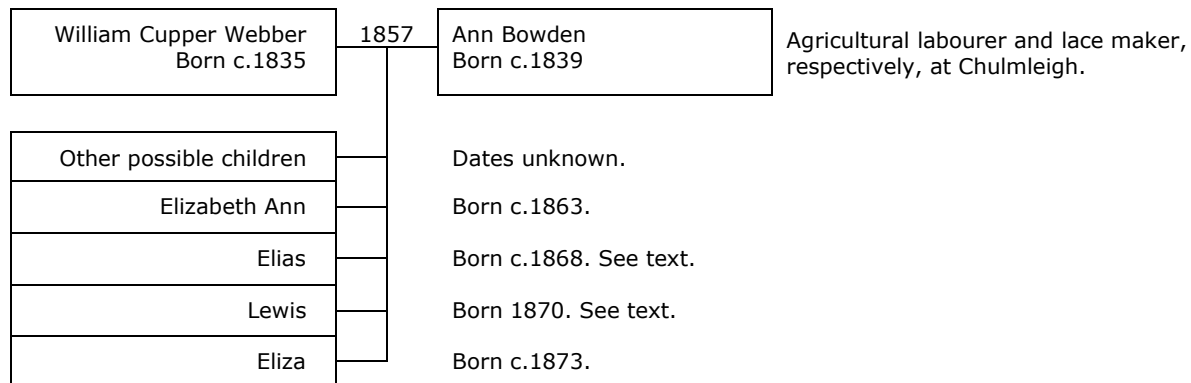 William Cupper Webber
Born c.1835
1857
Ann Bowden
Born c.1839
Agricultural labourer and lace maker,
respectively, at Chulmleigh.
Other possible children
Dates unknown.
Elizabeth Ann
Born c.1863.
Elias
Born c.1868. See text.
Lewis
Born 1870. See text.
Eliza
Born c.1873.